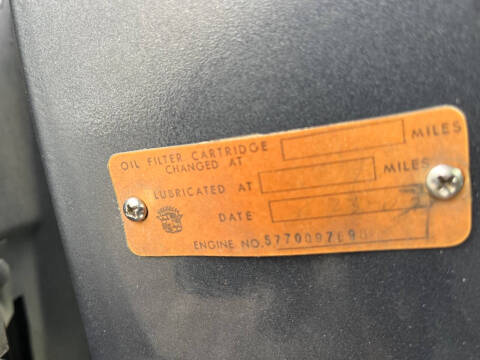 OIL FILTER CARTRIDGE
CHANGED AT MILES
LUBRICATED AT MILES
DATE
ENGINE NO.